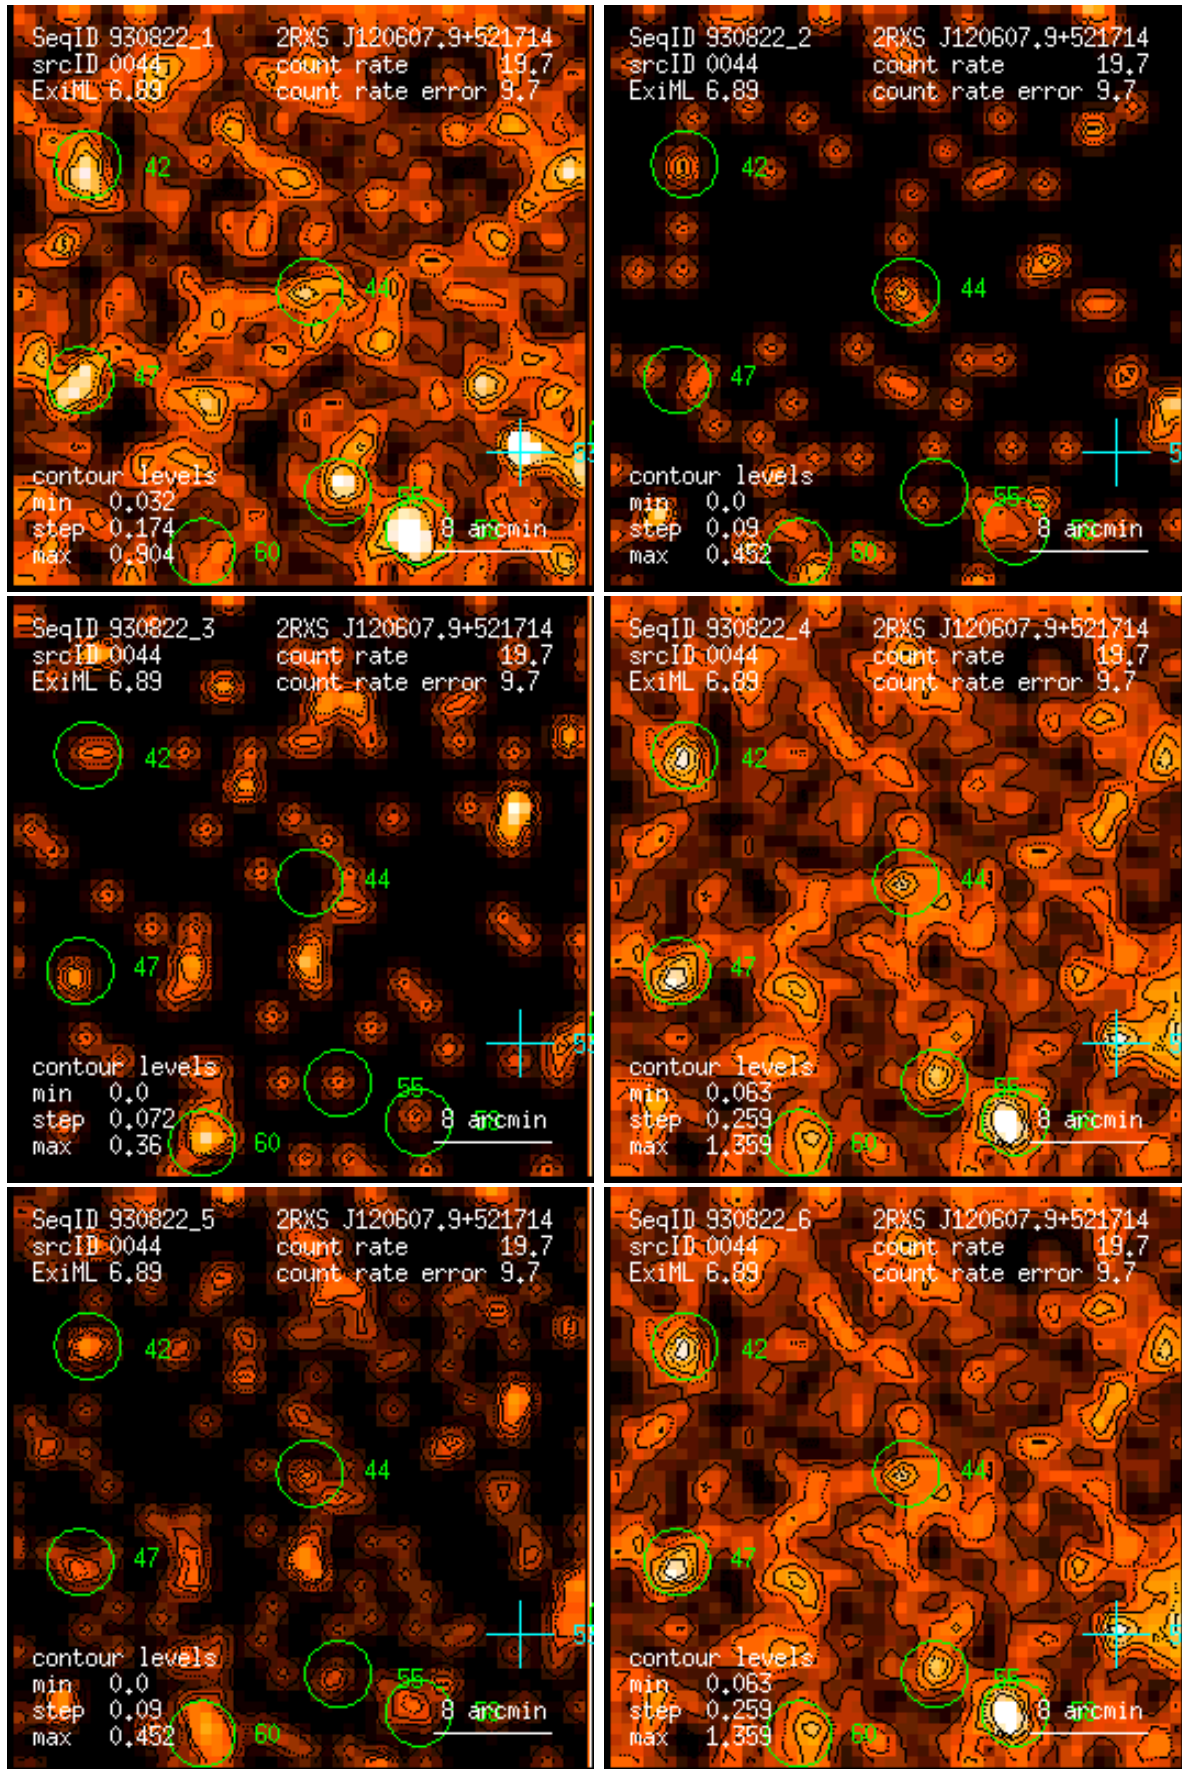 SeqID 930822_1 2RXS J120607.9+521714
srcID 0044 count rate 19.7
ExiML 6.89 count rate error 9.7
42
44
47
contour levels
min 0.032
step 0.174
max 0.904
55
8 arcmin
60
SeqID 930822_2 2RXS J120607.9+521714
srcID 0044 count rate 19.7
ExiML 6.89 count rate error 9.7
42
44
47
contour levels
min 0.0
step 0.09
max 0.452
55
8 arcmin
60
SeqID 930822_3 2RXS J120607.9+521714
srcID 0044 count rate 19.7
ExiML 6.89 count rate error 9.7
42
44
47
contour levels
min 0.0
step 0.072
max 0.36
55
8 arcmin
60
SeqID 930822_4 2RXS J120607.9+521714
srcID 0044 count rate 19.7
ExiML 6.89 count rate error 9.7
42
44
47
contour levels
min 0.063
step 0.259
max 1.359
55
8 arcmin
60
SeqID 930822_5 2RXS J120607.9+521714
srcID 0044 count rate 19.7
ExiML 6.89 count rate error 9.7
42
44
47
contour levels
min 0.0
step 0.09
max 0.452
55
8 arcmin
60
SeqID 930822_6 2RXS J120607.9+521714
srcID 0044 count rate 19.7
ExiML 6.89 count rate error 9.7
42
44
47
contour levels
min 0.063
step 0.259
max 1.359
55
8 arcmin
60